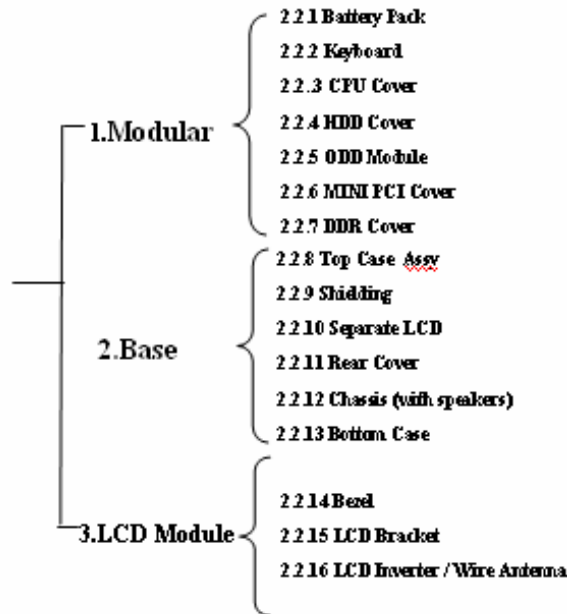 1.Modular
2.2.1 Battery Pack
2.2.2 Keyboard
2.2.3 CPU Cover
2.2.4 HDD Cover
2.2.5 ODD Module
2.2.6 MINI PCI Cover
2.2.7 DDR Cover
2.Base
2.2.8 Top Case Assy
2.2.9 Shielding
2.2.10 Separate LCD
2.2.11 Rear Cover
2.2.12 Chassis (with speakers)
2.2.13 Bottom Case
3.LCD Module
2.2.14 Bezel
2.2.15 LCD Bracket
2.2.16 LCD Inverter / Wire Antenna